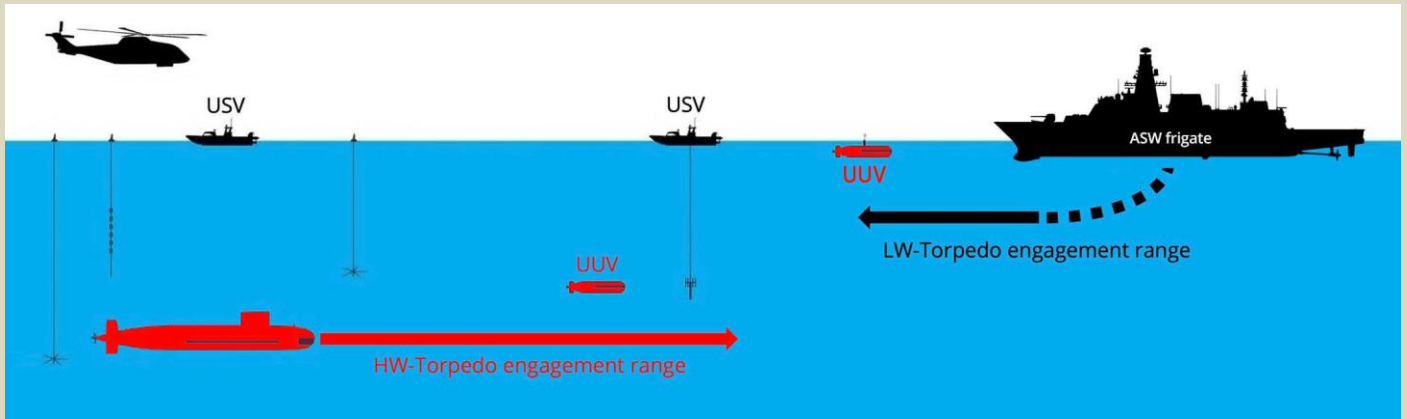 USV
USV
ASW frigate
UUV
LW-Torpedo engagement range
UUV
HW-Torpedo engagement range